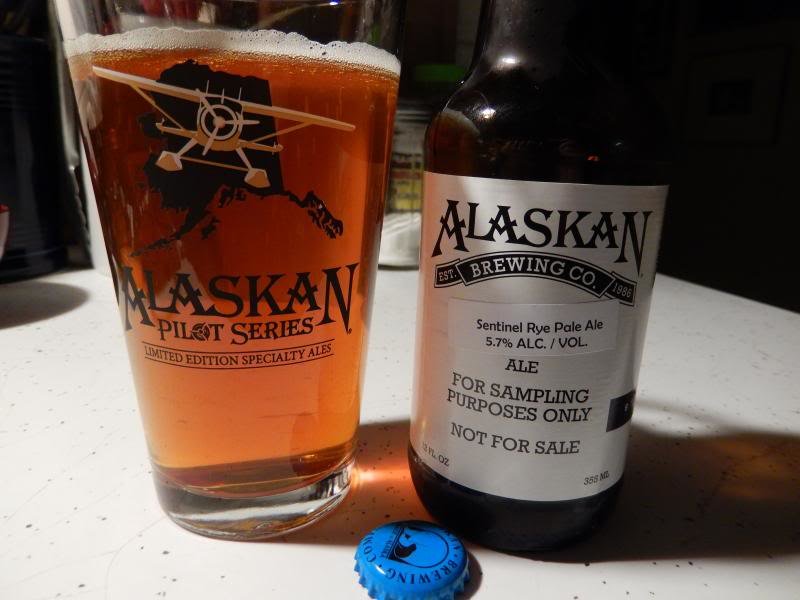 ALASKAN
PILOT SERIES
LIMITED EDITION SPECIALTY ALES
ALASKAN
EST. BREWING CO. 1986
Sentinel Rye Pale Ale
5.7% ALC. / VOL.
ALE
FOR SAMPLING
PURPOSES ONLY
NOT FOR SALE
12 FL. OZ
355 ML
BREWING